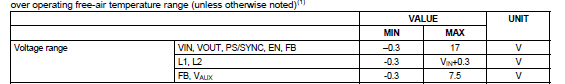 over operating free-air temperature range (unless otherwise noted)(1)
VALUE UNIT
MIN MAX
Voltage range VIN, VOUT, PS/SYNC, EN, FB –0.3 17 V
L1, L2 -0.3 VIN+0.3 V
FB, VAUX -0.3 7.5 V